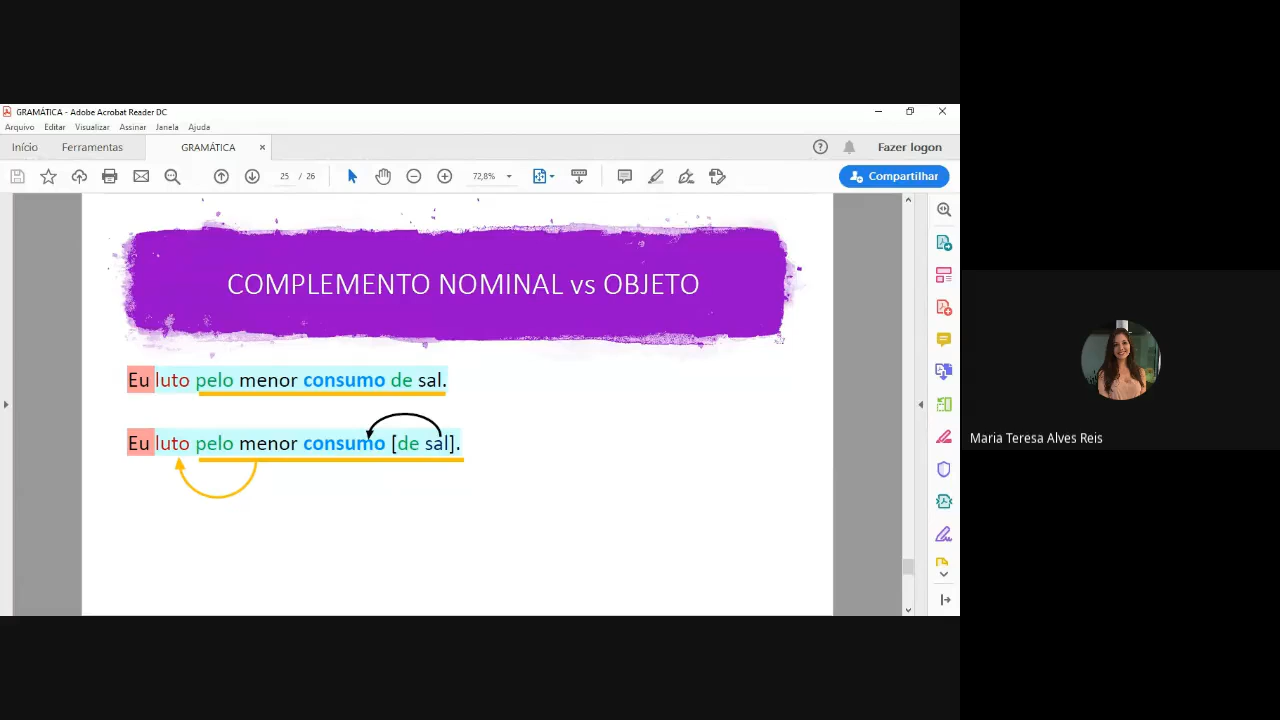 GRAMÁTICA - Adobe Acrobat Reader DC
Arquivo Editar Visualizar Assinar Janela Ajuda
Início Ferramentas GRAMÁTICA × Fazer logon
25 / 26 72,8% Compartilhar
COMPLEMENTO NOMINAL vs OBJETO
Eu luto pelo menor consumo de sal.
Eu luto pelo menor consumo [de sal].
Maria Teresa Alves Reis